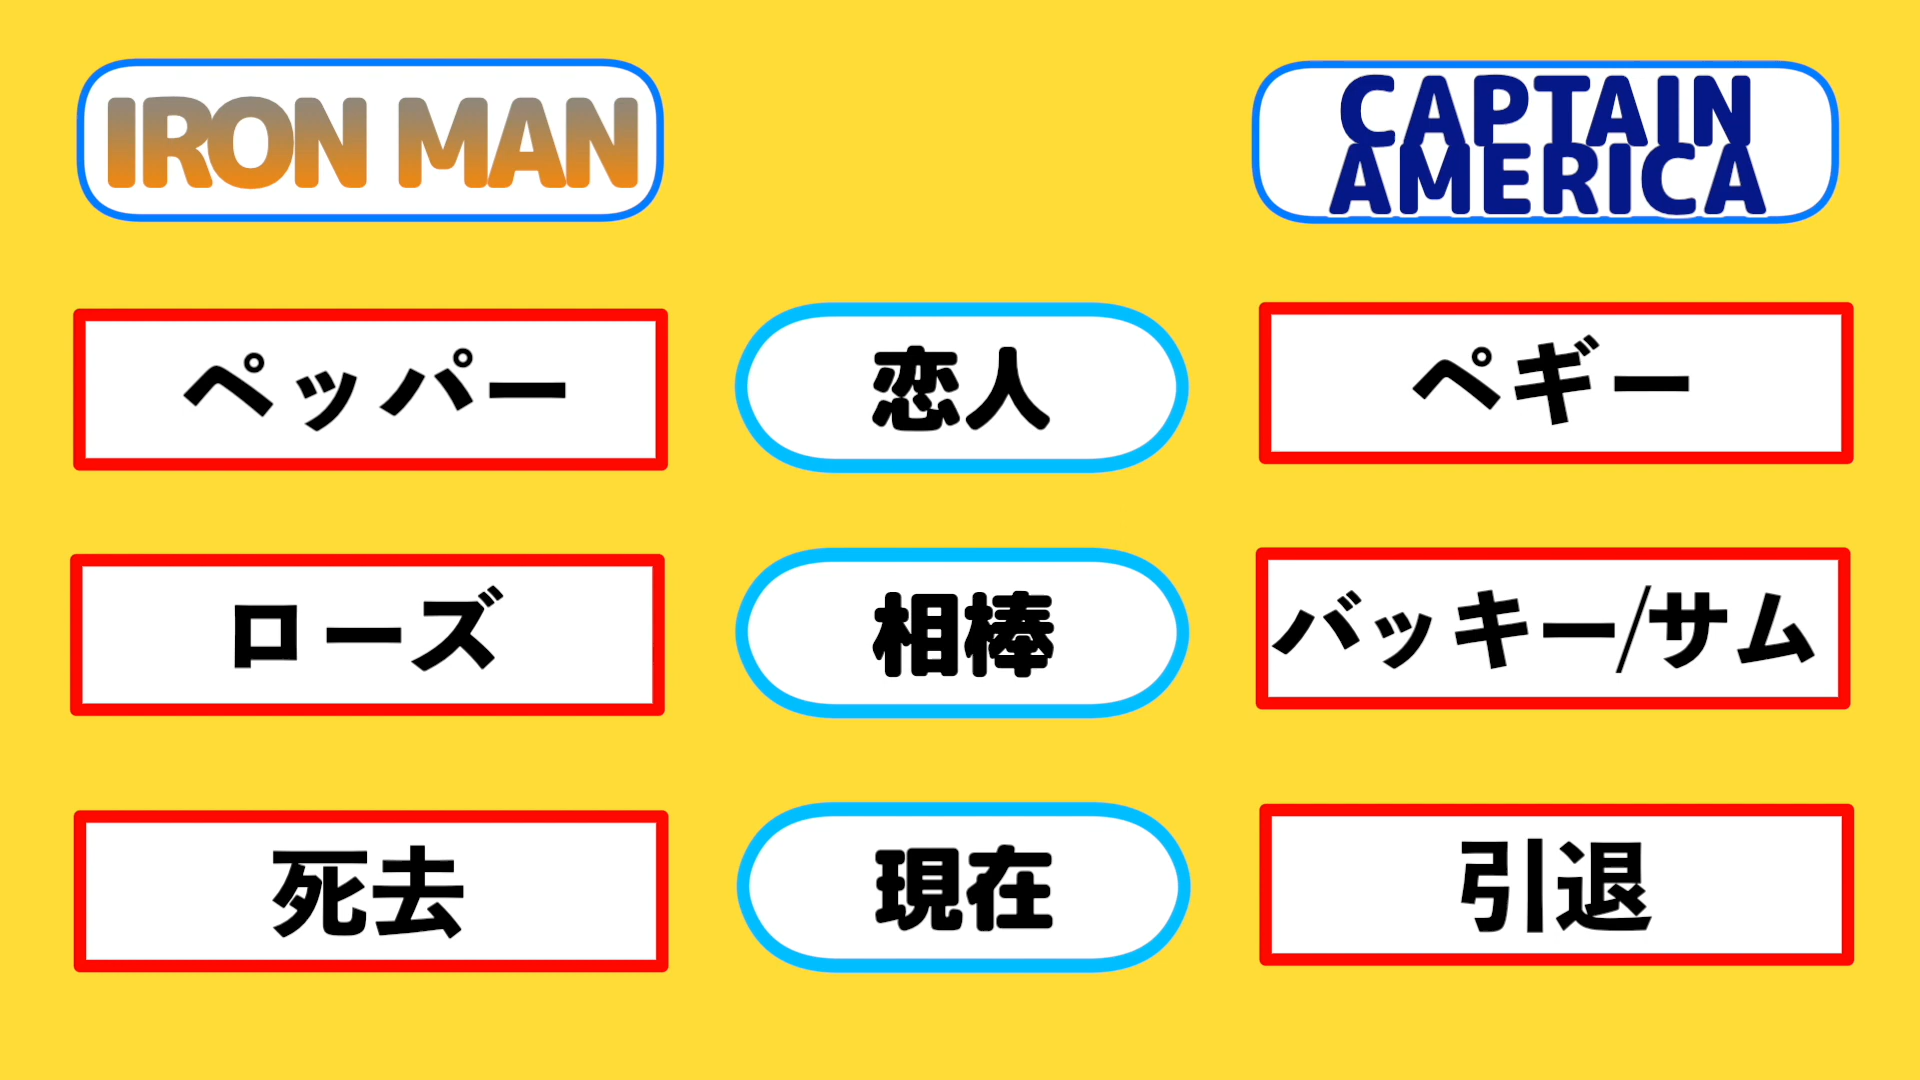 IRON MAN
CAPTAIN
AMERICA
ペッパー
恋人
ペギー
ローズ
相棒
バッキー/サム
死去
現在
引退